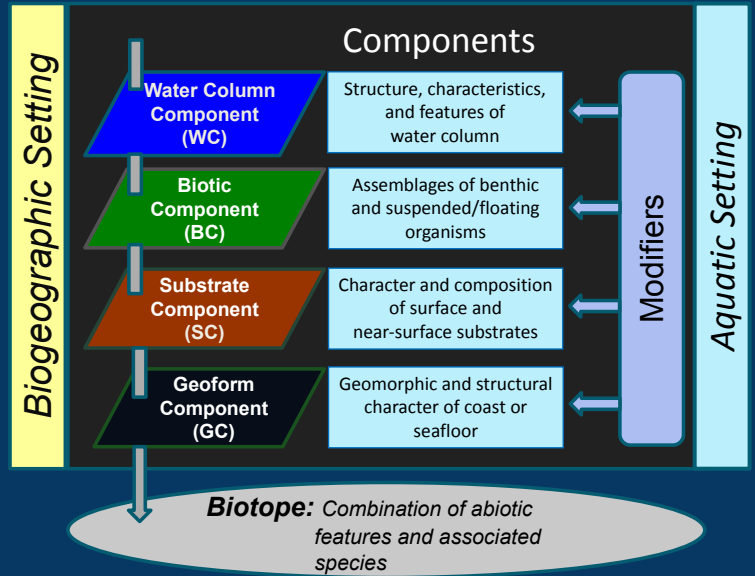 Biogeographic Setting
Components
Water Column
Component
(WC)
Structure, characteristics,
and features of
water column
Biotic
Component
(BC)
Assemblages of benthic
and suspended/floating
organisms
Substrate
Component
(SC)
Character and composition
of surface and
near-surface substrates
Geoform
Component
(GC)
Geomorphic and structural
character of coast or
seafloor
Modifiers
Aquatic Setting
Biotope: Combination of abiotic
features and associated
species